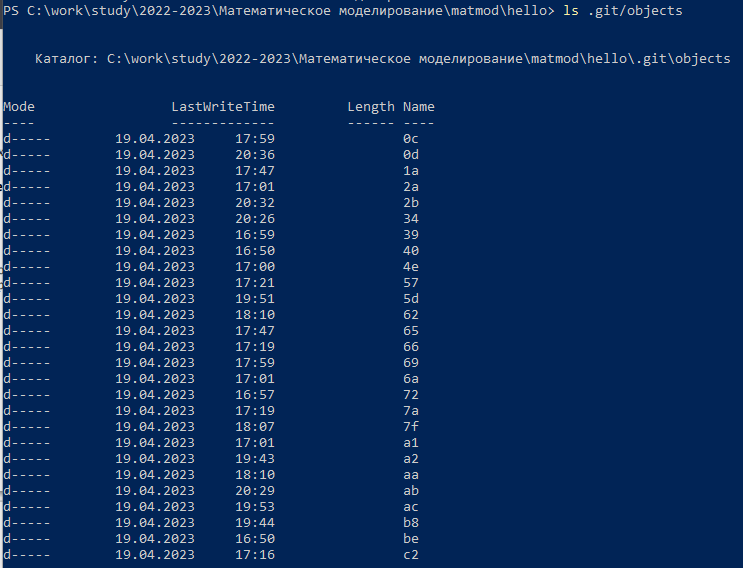 PS C:\work\study\2022-2023\Математическое моделирование\matmod\hello> ls .git/objects
Каталог: C:\work\study\2022-2023\Математическое моделирование\matmod\hello\.git\objects
Mode LastWriteTime Length Name
---- ------------- ------ ----
d----- 19.04.2023 17:59 0c
d----- 19.04.2023 20:36 0d
d----- 19.04.2023 17:47 1a
d----- 19.04.2023 17:01 2a
d----- 19.04.2023 20:32 2b
d----- 19.04.2023 20:26 34
d----- 19.04.2023 16:59 39
d----- 19.04.2023 16:50 40
d----- 19.04.2023 17:00 4e
d----- 19.04.2023 17:21 57
d----- 19.04.2023 19:51 5d
d----- 19.04.2023 18:10 62
d----- 19.04.2023 17:47 65
d----- 19.04.2023 17:19 66
d----- 19.04.2023 17:59 69
d----- 19.04.2023 17:01 6a
d----- 19.04.2023 16:57 72
d----- 19.04.2023 17:19 7a
d----- 19.04.2023 18:07 7f
d----- 19.04.2023 17:01 a1
d----- 19.04.2023 19:43 a2
d----- 19.04.2023 18:10 aa
d----- 19.04.2023 20:29 ab
d----- 19.04.2023 19:53 ac
d----- 19.04.2023 19:44 b8
d----- 19.04.2023 16:50 be
d----- 19.04.2023 17:16 c2